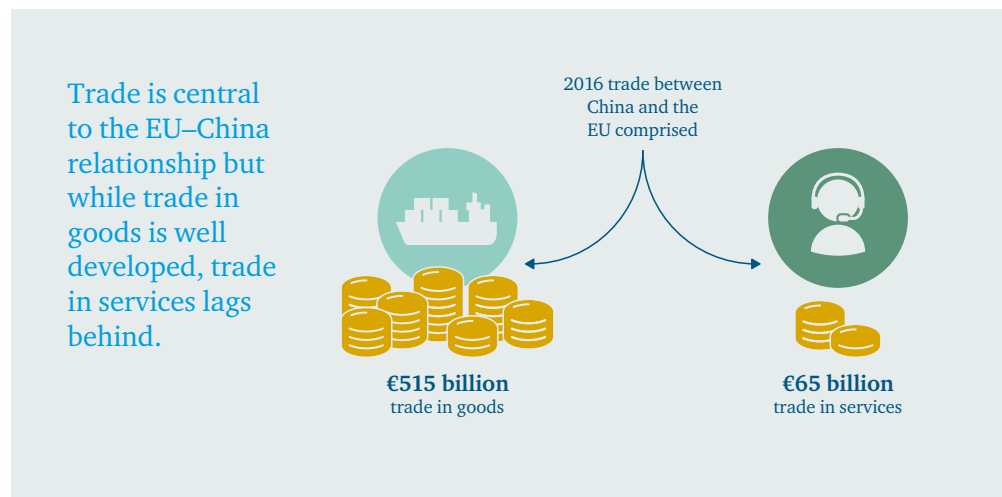 Trade is central
to the EU–China
relationship but
while trade in
goods is well
developed, trade
in services lags
behind.
2016 trade between
China and the
EU comprised
€515 billion
trade in goods
€65 billion
trade in services